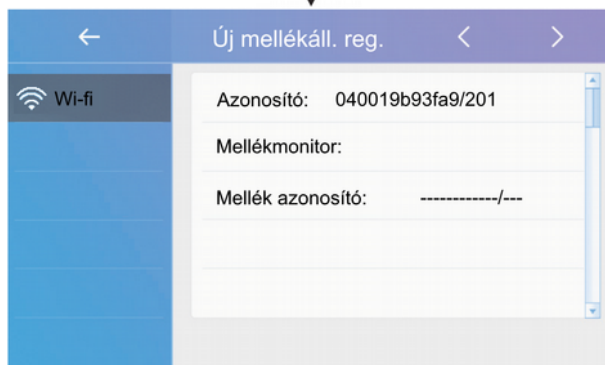 Új mellékáll. reg.
Wi-fi
Azonosító: 040019b93fa9/201
Mellékmonitor:
Mellék azonosító: ------------/---